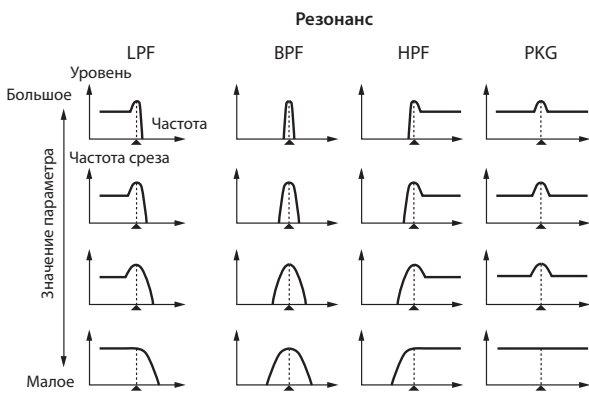 Резонанс
LPF
BPF
HPF
PKG
Уровень
Большое
Частота
Частота среза
Значение параметра
Малое